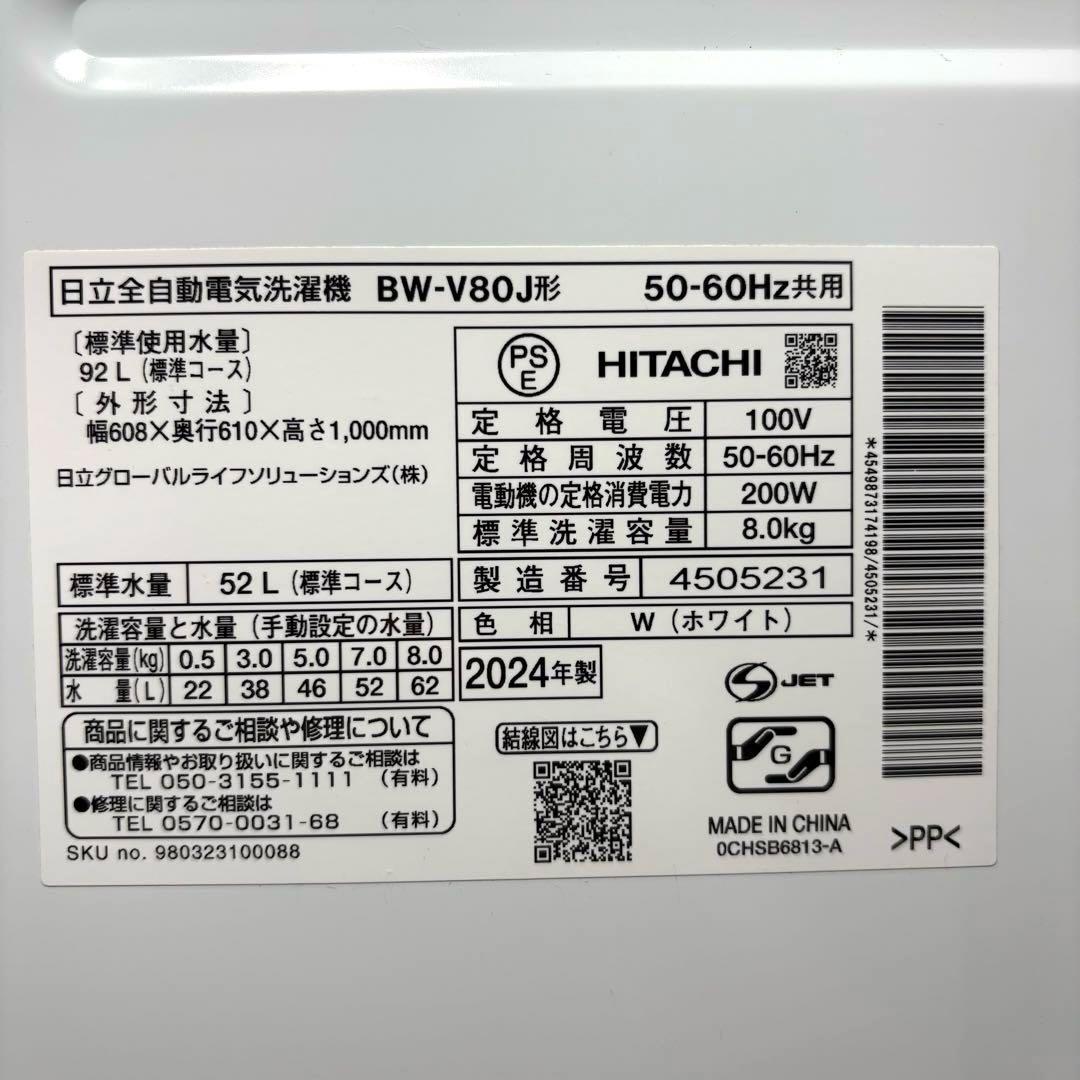 日立全自動電気洗濯機 BW-V80J形 50-60Hz共用
〔標準使用水量〕
92 L (標準コース)
〔外形寸法〕
幅608×奥行610×高さ1,000mm
日立グローバルライフソリューションズ(株)
PS
E
HITACHI
定格電圧 100V
定格周波数 50-60Hz
電動機の定格消費電力 200W
標準洗濯容量 8.0kg
標準水量 52 L (標準コース)
製造番号 4505231
色相 W (ホワイト)
洗濯容量と水量 (手動設定の水量)
洗濯容量(kg) 0.5 3.0 5.0 7.0 8.0
水量(L) 22 38 46 52 62
2024年製
S JET
商品に関するご相談や修理について
●商品情報やお取り扱いに関するご相談は
TEL 050-3155-1111 (有料)
●修理に関するご相談は
TEL 0570-0031-68 (有料)
SKU no. 980323100088
結線図はこちら▼
G
MADE IN CHINA
0CHSB6813-A
>PP<
*4549873174198/4505231/*